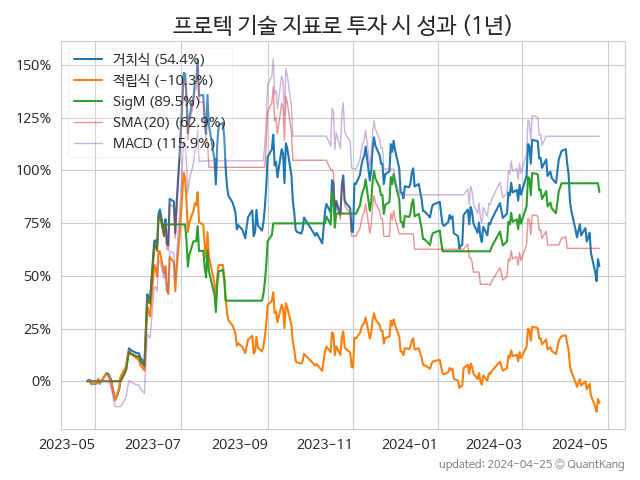 프로텍 기술 지표로 투자 시 성과 (1년)
150%
125%
100%
75%
50%
25%
0%
거치식 (54.4%)
적립식 (−10.3%)
SigM (89.5%)
SMA(20) (62.9%)
MACD (115.9%)
2023-05
2023-07
2023-09
2023-11
2024-01
2024-03
2024-05
updated: 2024-04-25 © QuantKang